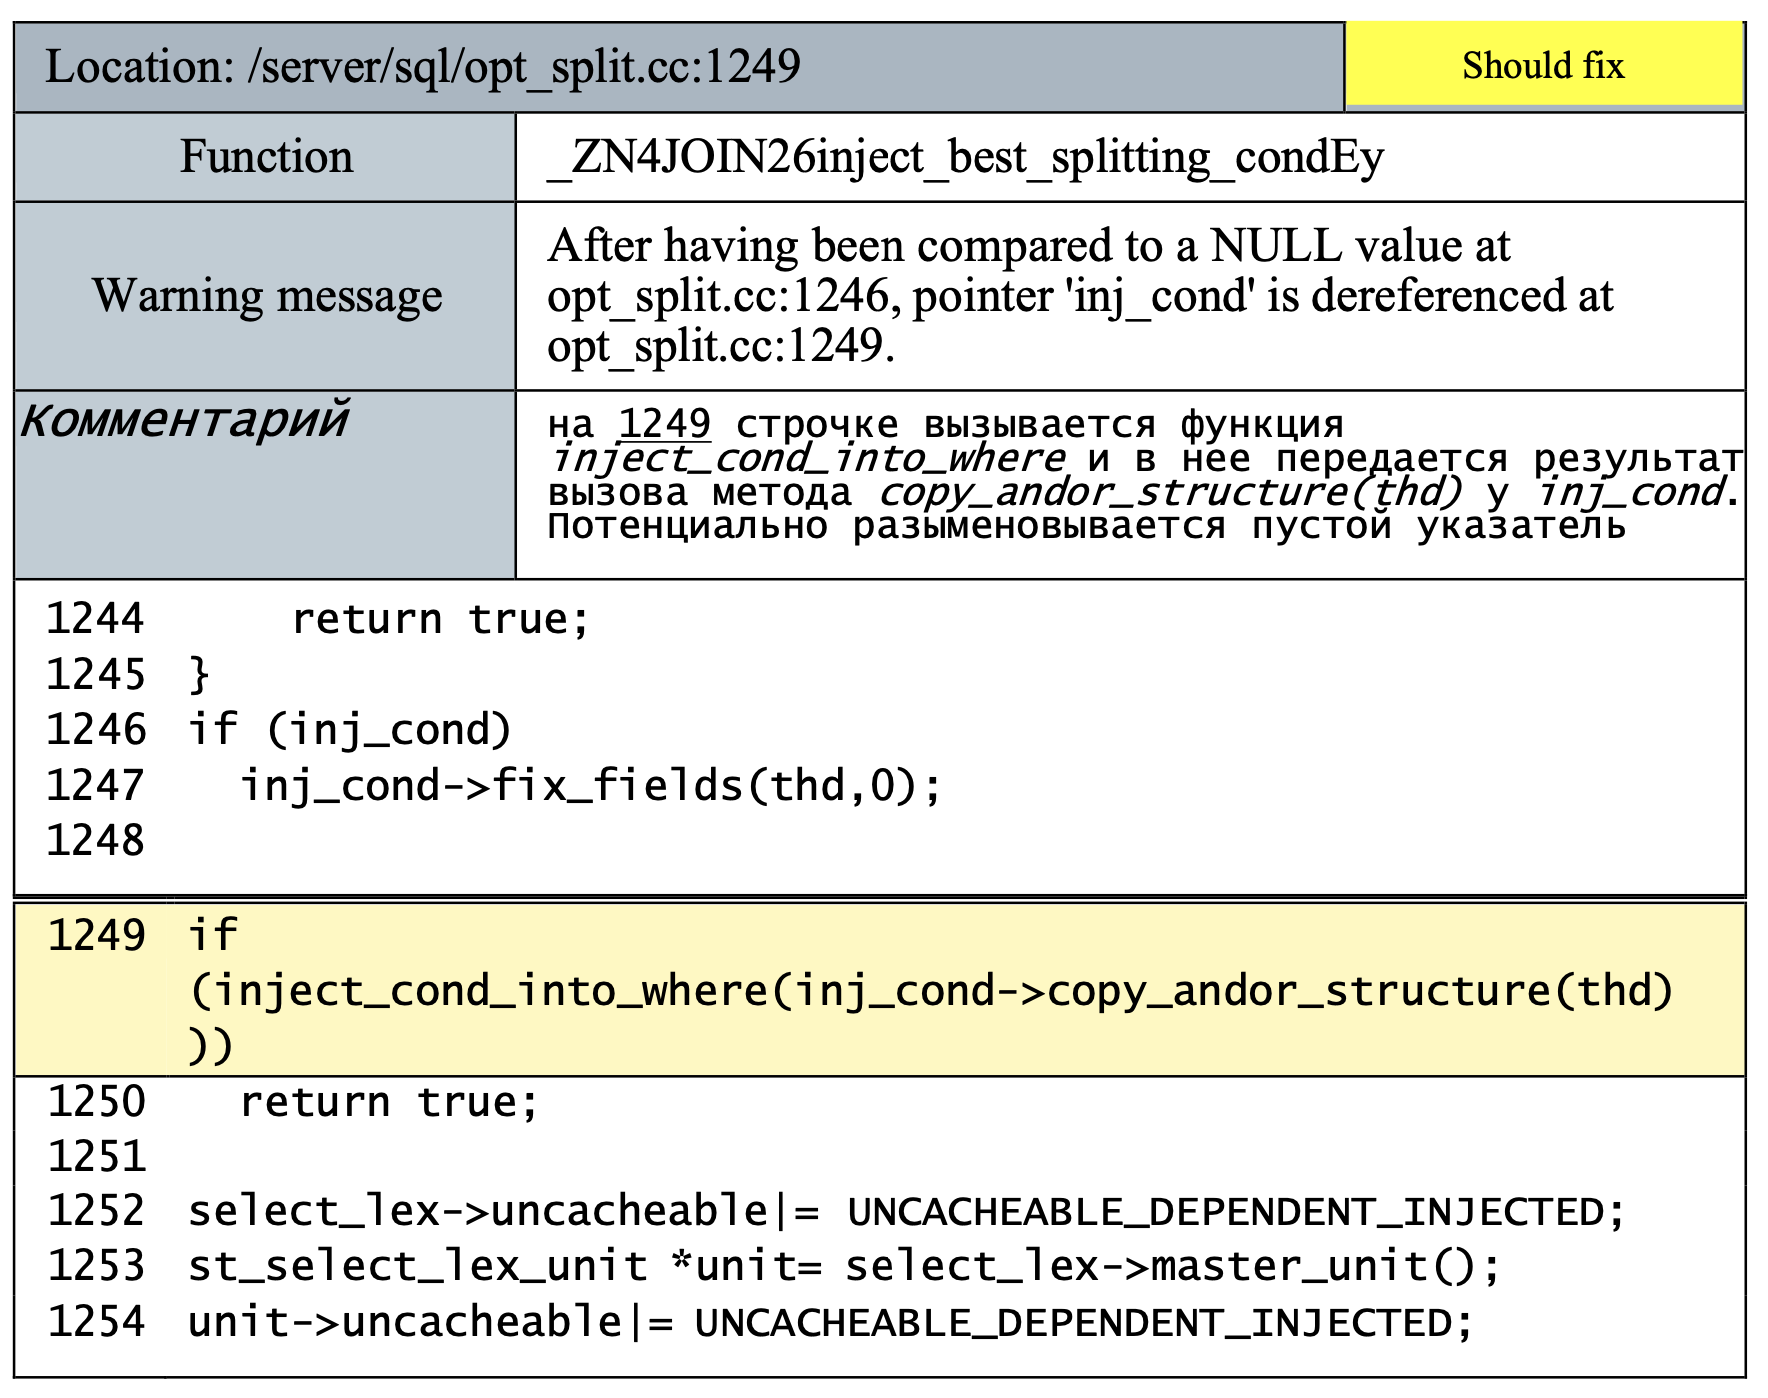 Location: /server/sql/opt_split.cc:1249
Should fix
Function
_ZN4JOIN26inject_best_splitting_condEy
Warning message
After having been compared to a NULL value at
opt_split.cc:1246, pointer 'inj_cond' is dereferenced at
opt_split.cc:1249.
Комментарий
на 1249 строчке вызывается функция
inject_cond_into_where и в нее передается результат
вызова метода copy_andor_structure(thd) у inj_cond.
Потенциально разыменовывается пустой указатель
1244 return true;
1245 }
1246 if (inj_cond)
1247 inj_cond->fix_fields(thd,0);
1248
1249 if
(inject_cond_into_where(inj_cond->copy_andor_structure(thd)
))
1250 return true;
1251
1252 select_lex->uncacheable|= UNCACHEABLE_DEPENDENT_INJECTED;
1253 st_select_lex_unit *unit= select_lex->master_unit();
1254 unit->uncacheable|= UNCACHEABLE_DEPENDENT_INJECTED;